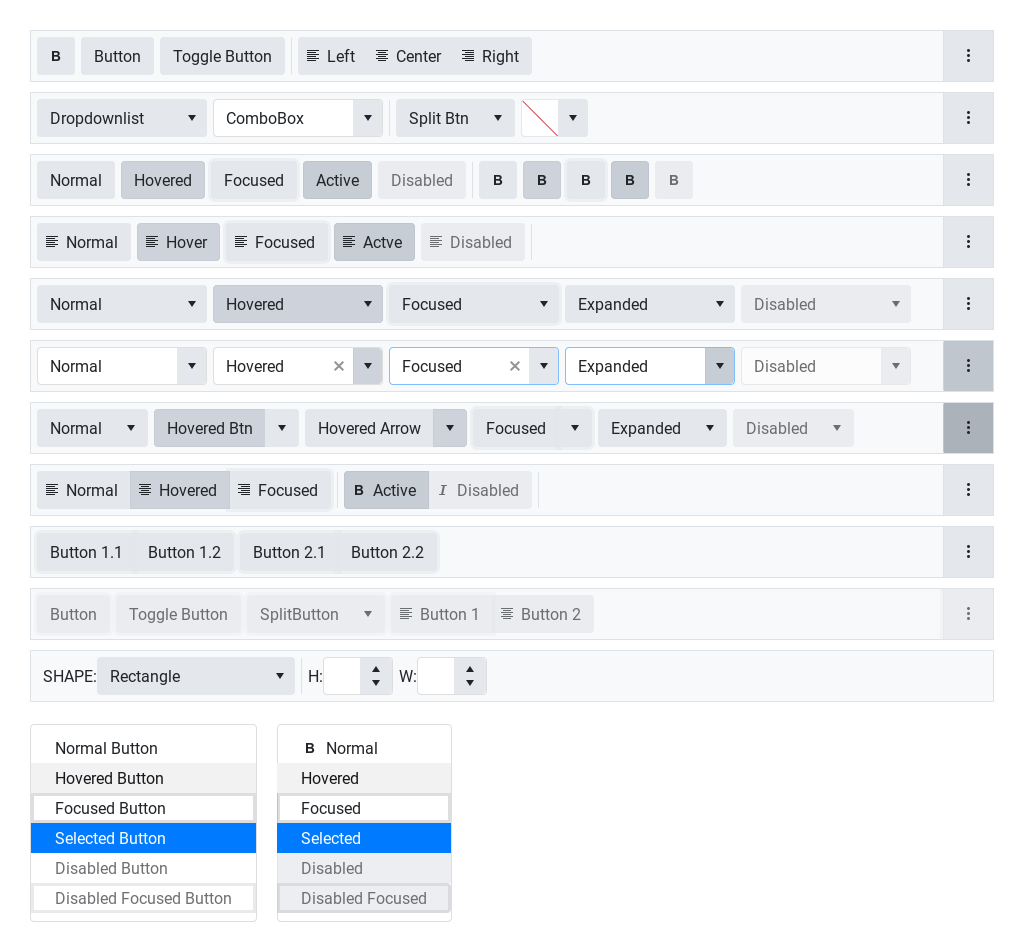 B Button Toggle Button Left Center Right
Dropdownlist ComboBox Split Btn
Normal Hovered Focused Active Disabled B B B B B
Normal Hover Focused Actve Disabled
Normal Hovered Focused Expanded Disabled
Normal Hovered Focused Expanded Disabled
Normal Hovered Btn Hovered Arrow Focused Expanded Disabled
Normal Hovered Focused B Active I Disabled
Button 1.1 Button 1.2 Button 2.1 Button 2.2
Button Toggle Button SplitButton Button 1 Button 2
SHAPE: Rectangle H: W:
Normal Button
Hovered Button
Focused Button
Selected Button
Disabled Button
Disabled Focused Button
B Normal
Hovered
Focused
Selected
Disabled
Disabled Focused